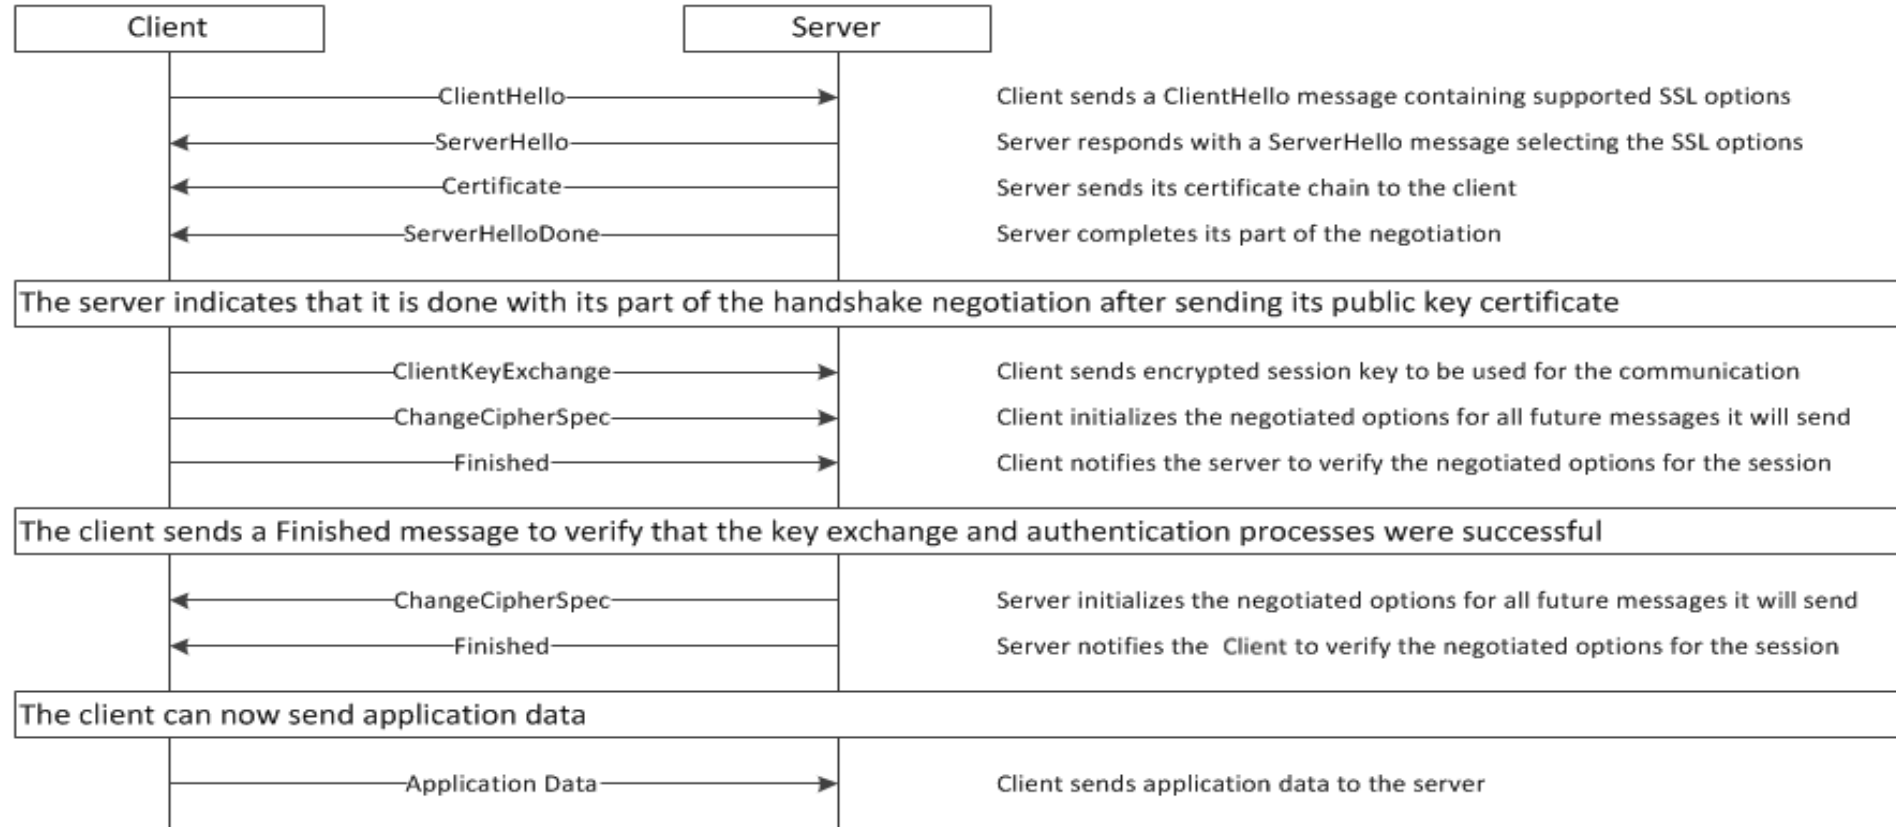 Client Server
ClientHello Client sends a ClientHello message containing supported SSL options
ServerHello Server responds with a ServerHello message selecting the SSL options
Certificate Server sends its certificate chain to the client
ServerHelloDone Server completes its part of the negotiation
The server indicates that it is done with its part of the handshake negotiation after sending its public key certificate
ClientKeyExchange Client sends encrypted session key to be used for the communication
ChangeCipherSpec Client initializes the negotiated options for all future messages it will send
Finished Client notifies the server to verify the negotiated options for the session
The client sends a Finished message to verify that the key exchange and authentication processes were successful
ChangeCipherSpec Server initializes the negotiated options for all future messages it will send
Finished Server notifies the Client to verify the negotiated options for the session
The client can now send application data
Application Data Client sends application data to the server